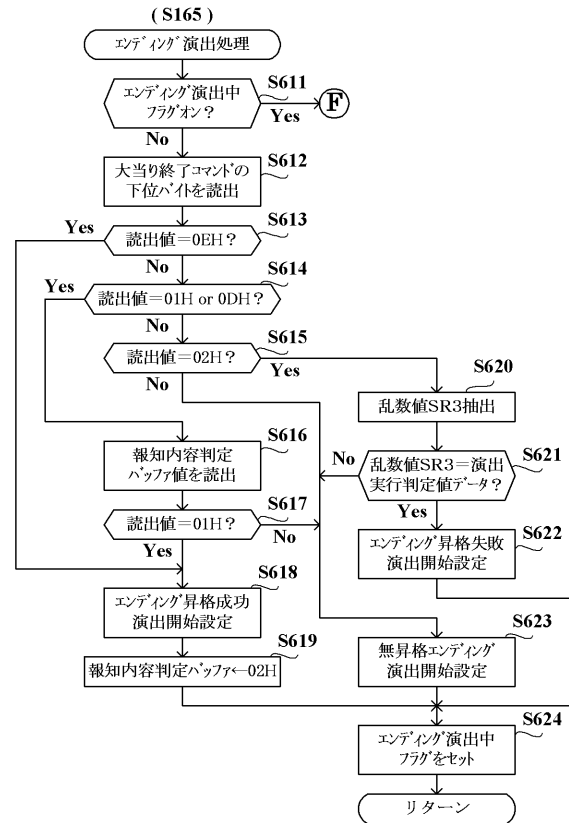 ( S165 )
エンディング演出処理
S611
エンディング演出中
フラグオン？
Yes
F
No
S612
大当り終了コマンドの
下位バイトを読出
S613
Yes
読出値=0EH？
No
S614
Yes
読出値=01H or 0DH？
No
S615
読出値=02H？
Yes
No
S620
乱数値SR3抽出
S616
報知内容判定
バッファ値を読出
S621
No
乱数値SR3=演出
実行判定値データ？
Yes
S617
読出値=01H？
No
Yes
S622
エンディング昇格失敗
演出開始設定
S618
エンディング昇格成功
演出開始設定
S623
無昇格エンディング
演出開始設定
S619
報知内容判定バッファ←02H
S624
エンディング演出中
フラグをセット
リターン